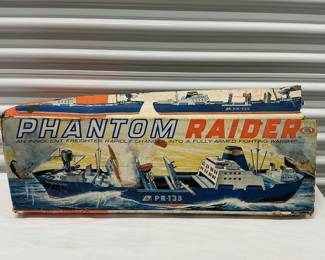 PHANTOM RAIDER
AN INNOCENT FREIGHTER RAPIDLY CHANGES INTO A FULLY ARMED FIGHTING WARSHIP
PR-135